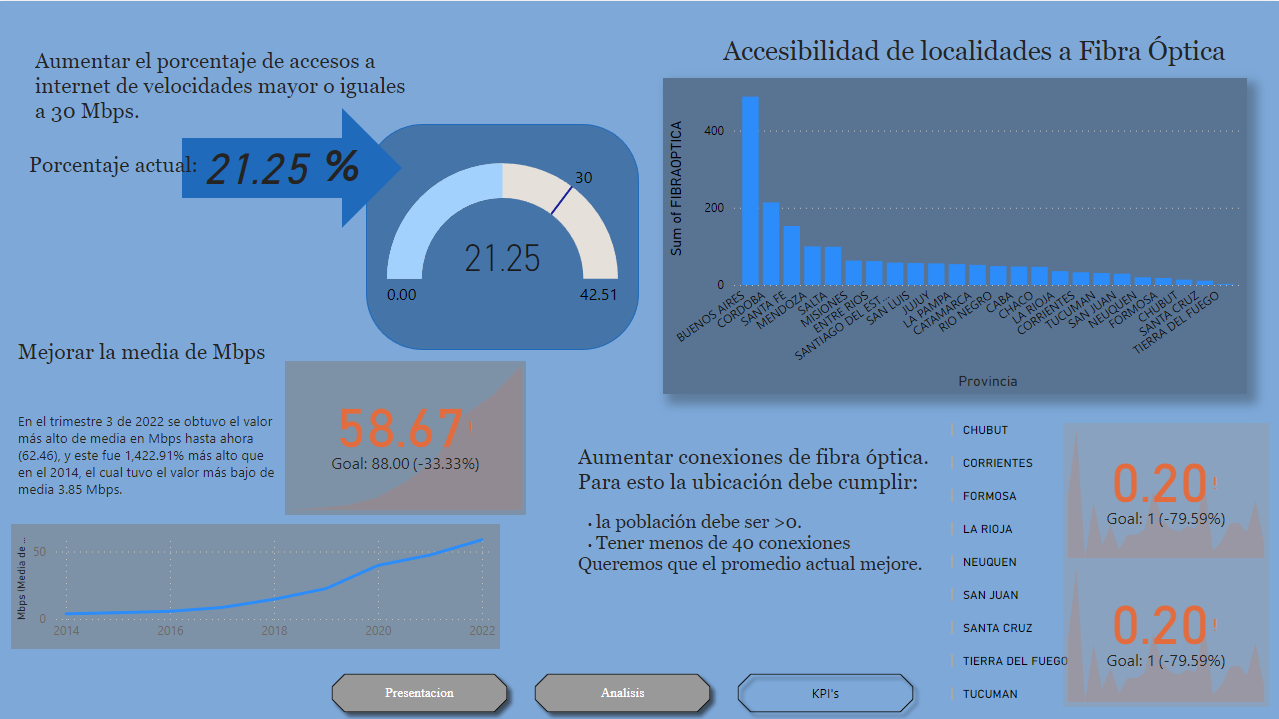 Aumentar el porcentaje de accesos a
internet de velocidades mayor o iguales
a 30 Mbps.
Porcentaje actual:
21.25 %
30
21.25
0.00
42.51
Accesibilidad de localidades a Fibra Óptica
Sum of FIBRAOPTICA
400
200
0
BUENOS AIRES
CORDOBA
SANTA FE
MENDOZA
SALTA
MISIONES
ENTRE RIOS
SANTIAGO DEL EST…
SAN LUIS
JUJUY
LA PAMPA
CATAMARCA
RIO NEGRO
CABA
CHACO
LA RIOJA
CORRIENTES
TUCUMAN
SAN JUAN
NEUQUEN
FORMOSA
CHUBUT
SANTA CRUZ
TIERRA DEL FUEGO
Provincia
Mejorar la media de Mbps
En el trimestre 3 de 2022 se obtuvo el valor
más alto de media en Mbps hasta ahora
(62.46), y este fue 1,422.91% más alto que
en el 2014, el cual tuvo el valor más bajo de
media 3.85 Mbps.
58.67!
Goal: 88.00 (-33.33%)
Mbps (Media de …
50
0
2014
2016
2018
2020
2022
Aumentar conexiones de fibra óptica.
Para esto la ubicación debe cumplir:
• la población debe ser >0.
• Tener menos de 40 conexiones
Queremos que el promedio actual mejore.
CHUBUT
CORRIENTES
FORMOSA
LA RIOJA
NEUQUEN
SAN JUAN
SANTA CRUZ
TIERRA DEL FUEGO
TUCUMAN
0.20!
Goal: 1 (-79.59%)
0.20!
Goal: 1 (-79.59%)
Presentacion
Analisis
KPI's